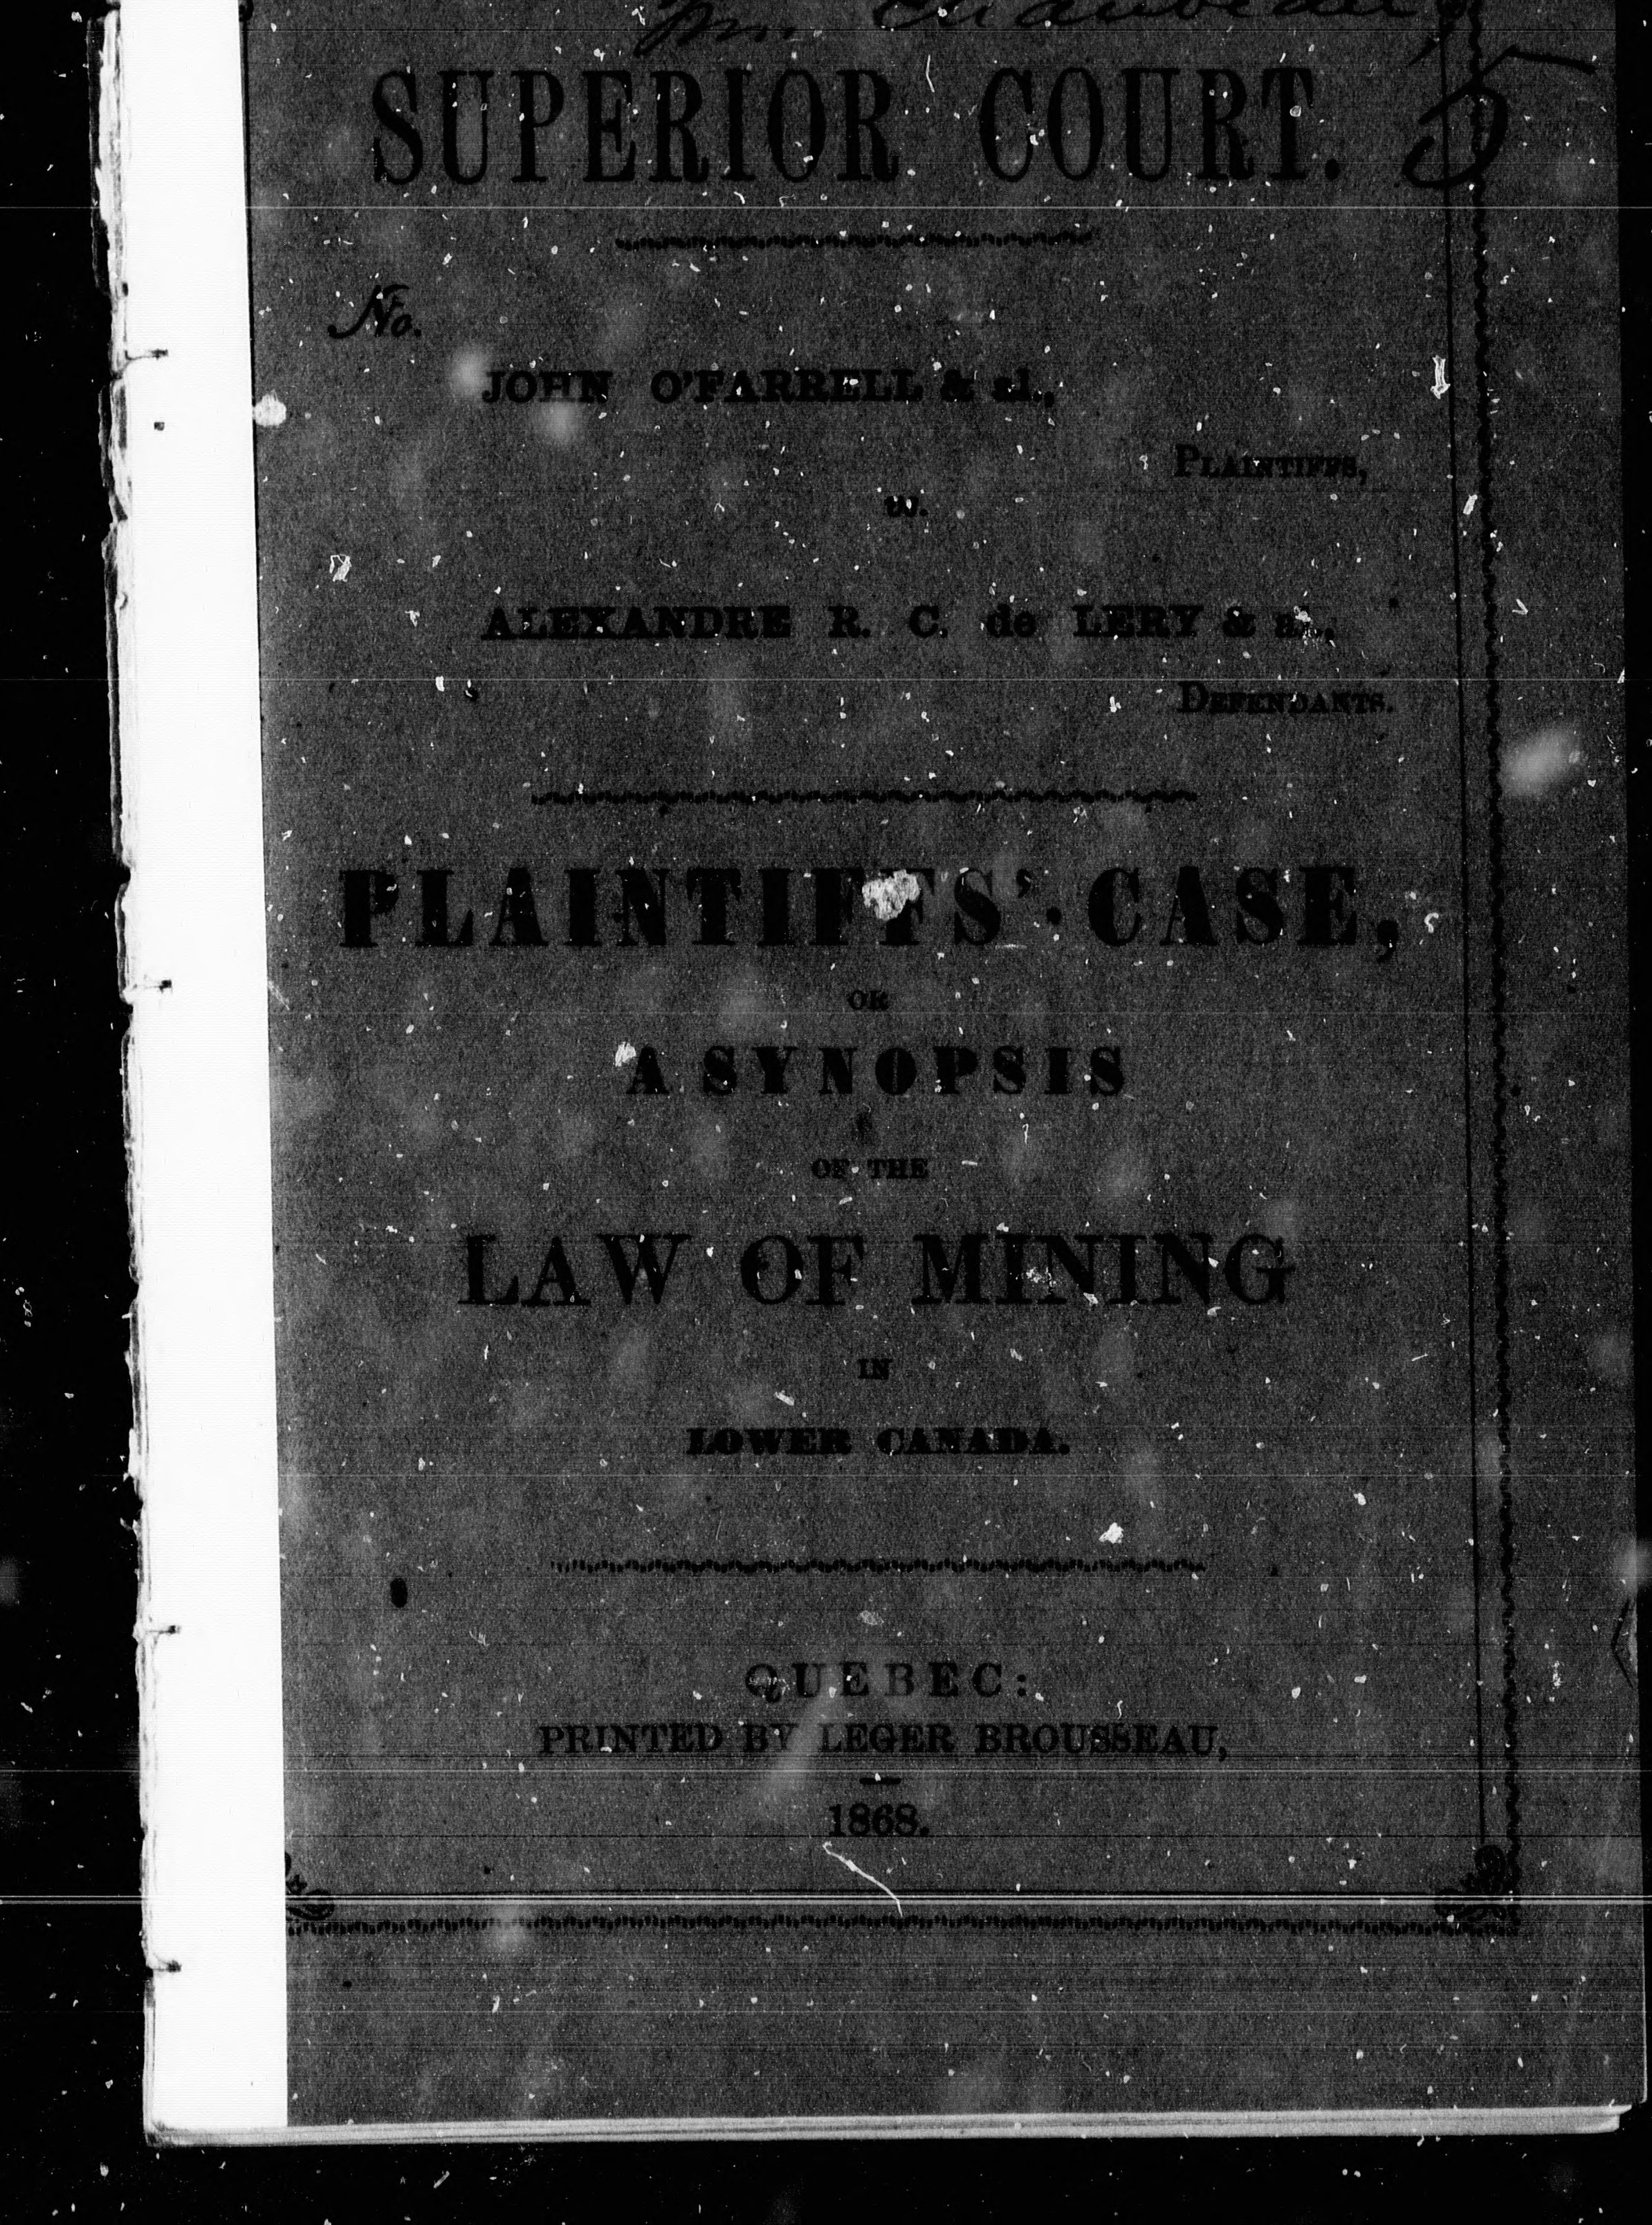 SUPERIOR COURT.
No.
JOHN O'FARRELL & al.,
PLAINTIFFS,
vs.
ALEXANDRE R. C. de LERY & al.,
DEFENDANTS.
PLAINTIFFS' CASE,
OR
A SYNOPSIS
OF THE
LAW OF MINING
IN
LOWER CANADA.
QUEBEC:
PRINTED BY LEGER BROUSSEAU,
1868.